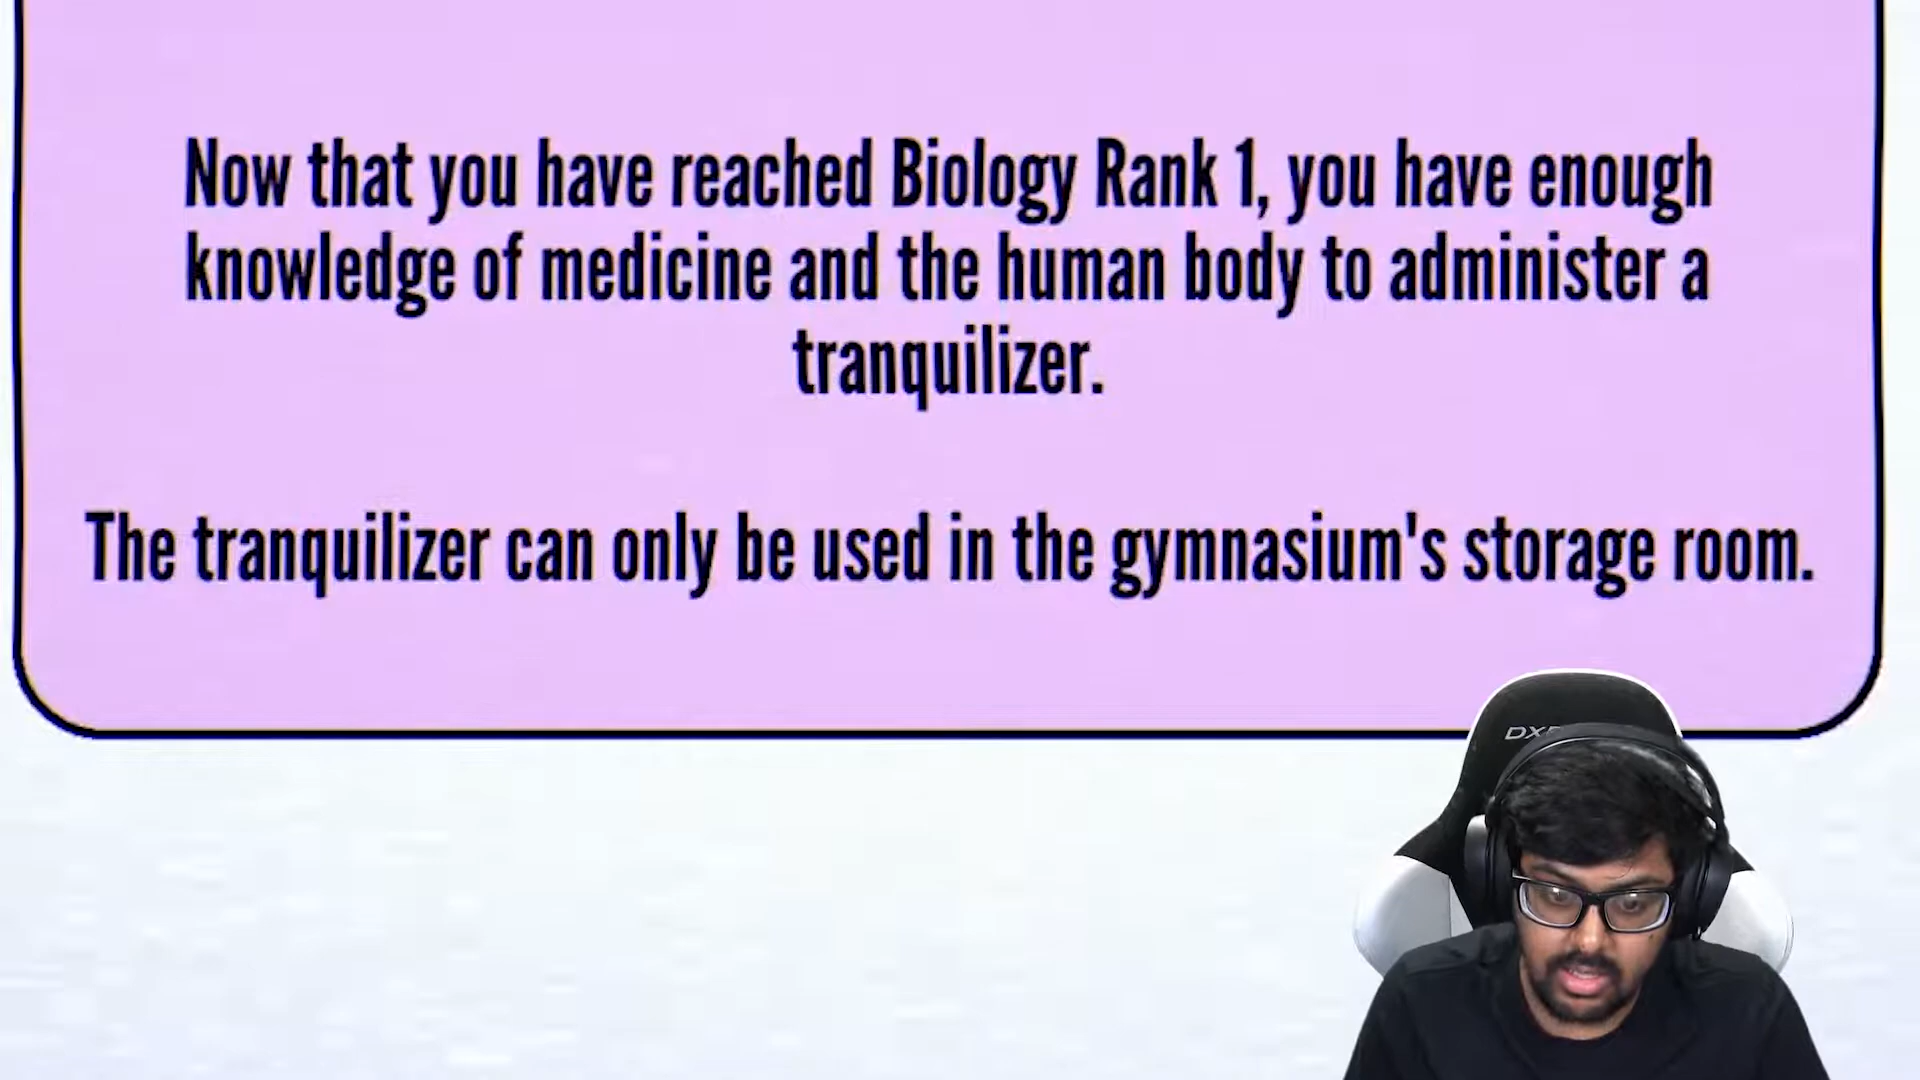 Now that you have reached Biology Rank 1, you have enough
knowledge of medicine and the human body to administer a
tranquilizer.
The tranquilizer can only be used in the gymnasium's storage room.